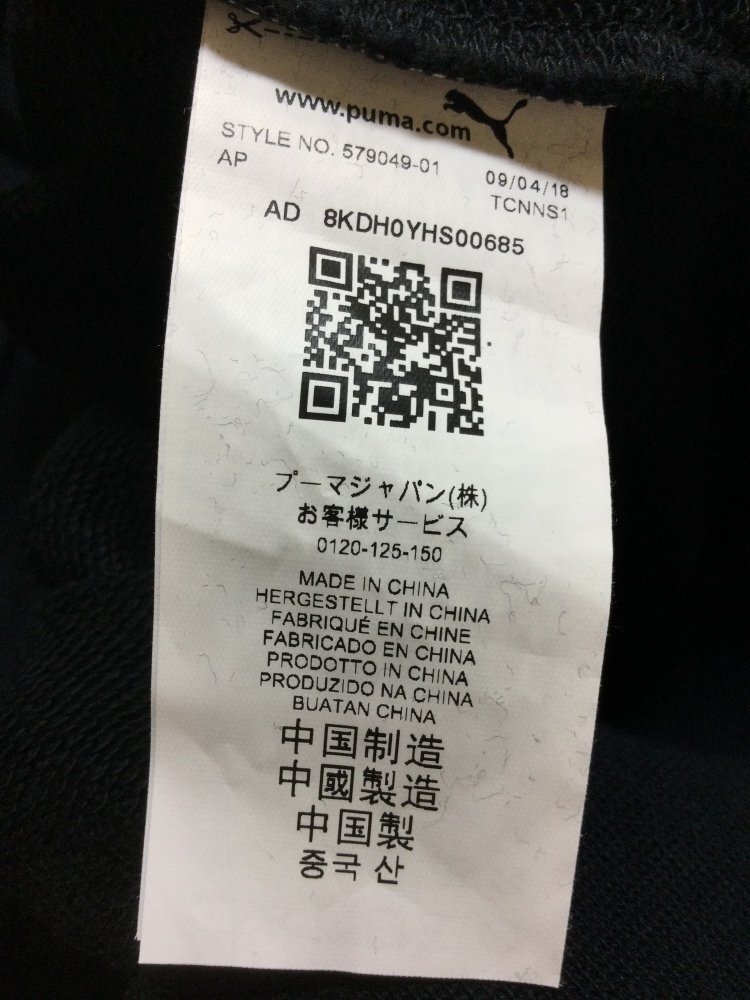 www.puma.com
STYLE NO. 579049-01 09/04/18
AP TCNNS1
AD 8KDH0YHS00685
プーマジャパン(株)
お客様サービス
0120-125-150
MADE IN CHINA
HERGESTELLT IN CHINA
FABRIQUÉ EN CHINE
FABRICADO EN CHINA
PRODOTTO IN CHINA
PRODUZIDO NA CHINA
BUATAN CHINA
中国制造
中國製造
中国製
중국 산